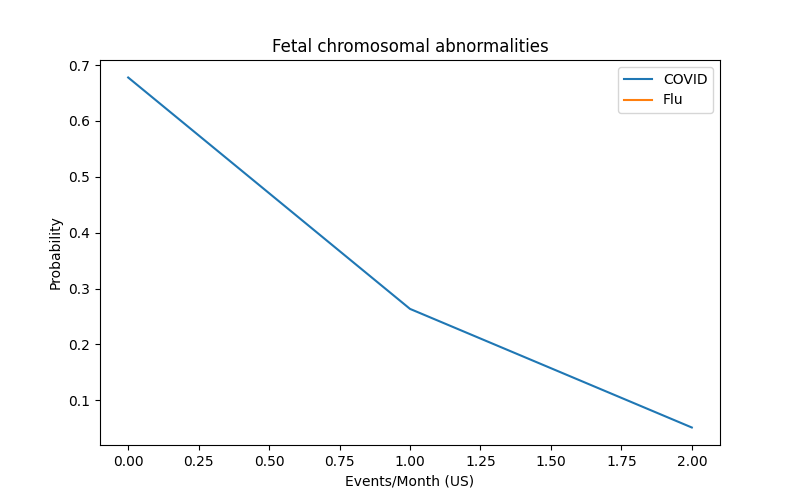 Fetal chromosomal abnormalities
COVID
Flu
Probability
0.7
0.6
0.5
0.4
0.3
0.2
0.1
0.00 0.25 0.50 0.75 1.00 1.25 1.50 1.75 2.00
Events/Month (US)